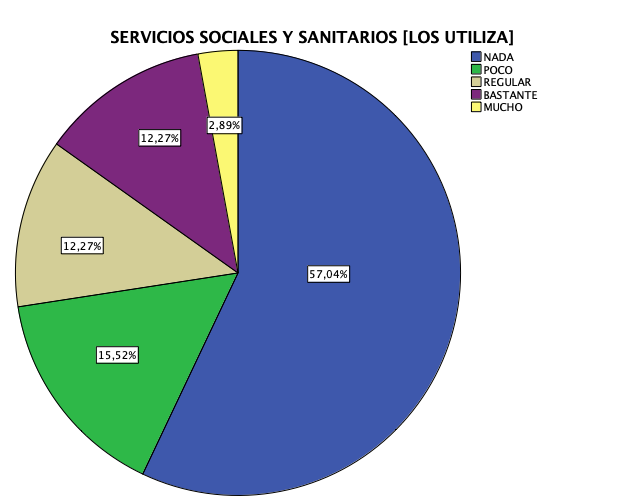 SERVICIOS SOCIALES Y SANITARIOS [LOS UTILIZA]
NADA
POCO
REGULAR
BASTANTE
MUCHO
2,89%
12,27%
12,27%
57,04%
15,52%